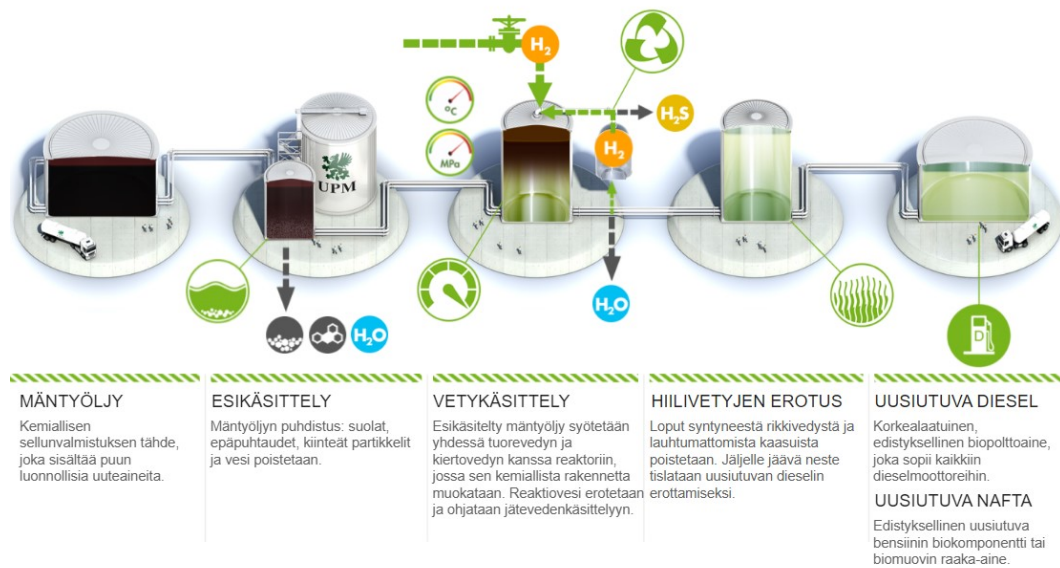 H₂
°C
MPa
H₂S
H₂
UPM
H₂O
H₂O
D
MÄNTYÖLJY
Kemiallisen
sellunvalmistuksen tähde,
joka sisältää puun
luonnollisia uuteaineita.
ESIKÄSITTELY
Mäntyöljyn puhdistus: suolat,
epäpuhtaudet, kiinteät partikkelit
ja vesi poistetaan.
VETYKÄSITTELY
Esikäsitelty mäntyöljy syötetään
yhdessä tuorevedyn ja
kiertovedyn kanssa reaktoriin,
jossa sen kemiallista rakennetta
muokataan. Reaktiovesi erotetaan
ja ohjataan jätevedenkäsittelyyn.
HIILIVETYJEN EROTUS
Loput syntyneestä rikkivedystä ja
lauhtumattomista kaasuista
poistetaan. Jäljelle jäävä neste
tislataan uusiutuvan dieselin
erottamiseksi.
UUSIUTUVA DIESEL
Korkealaatuinen,
edistyksellinen biopolttoaine,
joka sopii kaikkiin
dieselmoottoreihin.
UUSIUTUVA NAFTA
Edistyksellinen uusiutuva
bensiinin biokomponentti tai
biomuovin raaka-aine.